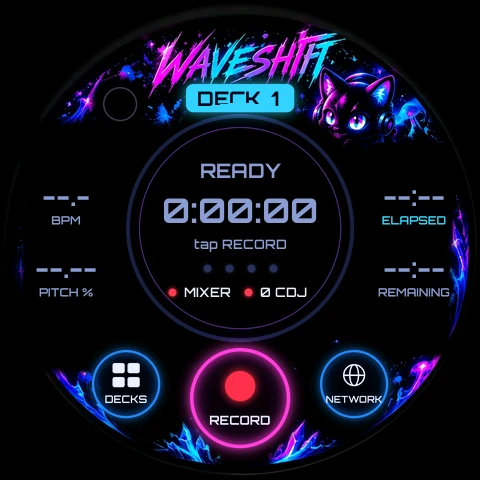 WAVESHIFT
DECK 1
READY
0:00:00
tap RECORD
MIXER 0 CDJ
--.-
BPM
--.--
PITCH %
--:--
ELAPSED
--:--
REMAINING
DECKS
RECORD
NETWORK